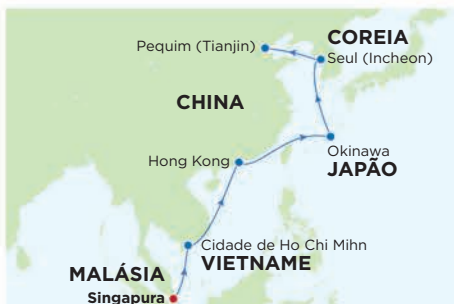 COREIA
Pequim (Tianjin)
Seul (Incheon)
CHINA
Okinawa
JAPÃO
Hong Kong
Cidade de Ho Chi Mihn
VIETNAME
MALÁSIA
Singapura